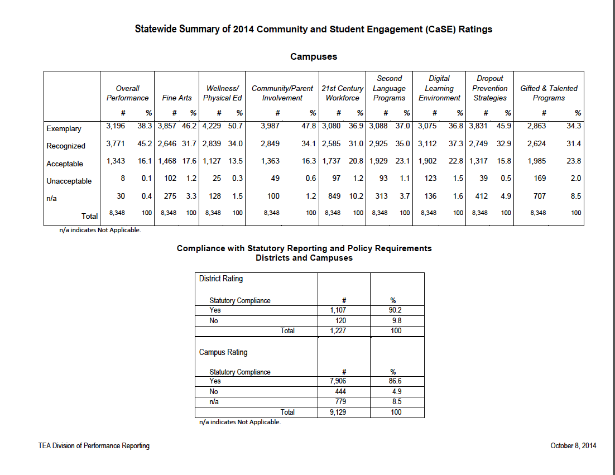 Statewide Summary of 2014 Community and Student Engagement (CaSE) Ratings
Campuses
Overall Performance Fine Arts Wellness/ Physical Ed Community/Parent Involvement 21st Century Workforce Second Language Programs Digital Learning Environment Dropout Prevention Strategies Gifted & Talented Programs
# % # % # % # % # % # % # % # % # %
Exemplary 3,196 38.3 3,857 46.2 4,229 50.7 3,987 47.8 3,080 36.9 3,088 37.0 3,075 36.8 3,831 45.9 2,863 34.3
Recognized 3,771 45.2 2,646 31.7 2,839 34.0 2,849 34.1 2,585 31.0 2,925 35.0 3,112 37.3 2,749 32.9 2,624 31.4
Acceptable 1,343 16.1 1,468 17.6 1,127 13.5 1,363 16.3 1,737 20.8 1,929 23.1 1,902 22.8 1,317 15.8 1,985 23.8
Unacceptable 8 0.1 102 1.2 25 0.3 49 0.6 97 1.2 93 1.1 123 1.5 39 0.5 169 2.0
n/a 30 0.4 275 3.3 128 1.5 100 1.2 849 10.2 313 3.7 136 1.6 412 4.9 707 8.5
Total 8,348 100 8,348 100 8,348 100 8,348 100 8,348 100 8,348 100 8,348 100 8,348 100 8,348 100
n/a indicates Not Applicable.
Compliance with Statutory Reporting and Policy Requirements
Districts and Campuses
District Rating
Statutory Compliance # %
Yes 1,107 90.2
No 120 9.8
Total 1,227 100
Campus Rating
Statutory Compliance # %
Yes 7,906 86.6
No 444 4.9
n/a 779 8.5
Total 9,129 100
n/a indicates Not Applicable.
TEA Division of Performance Reporting October 8, 2014